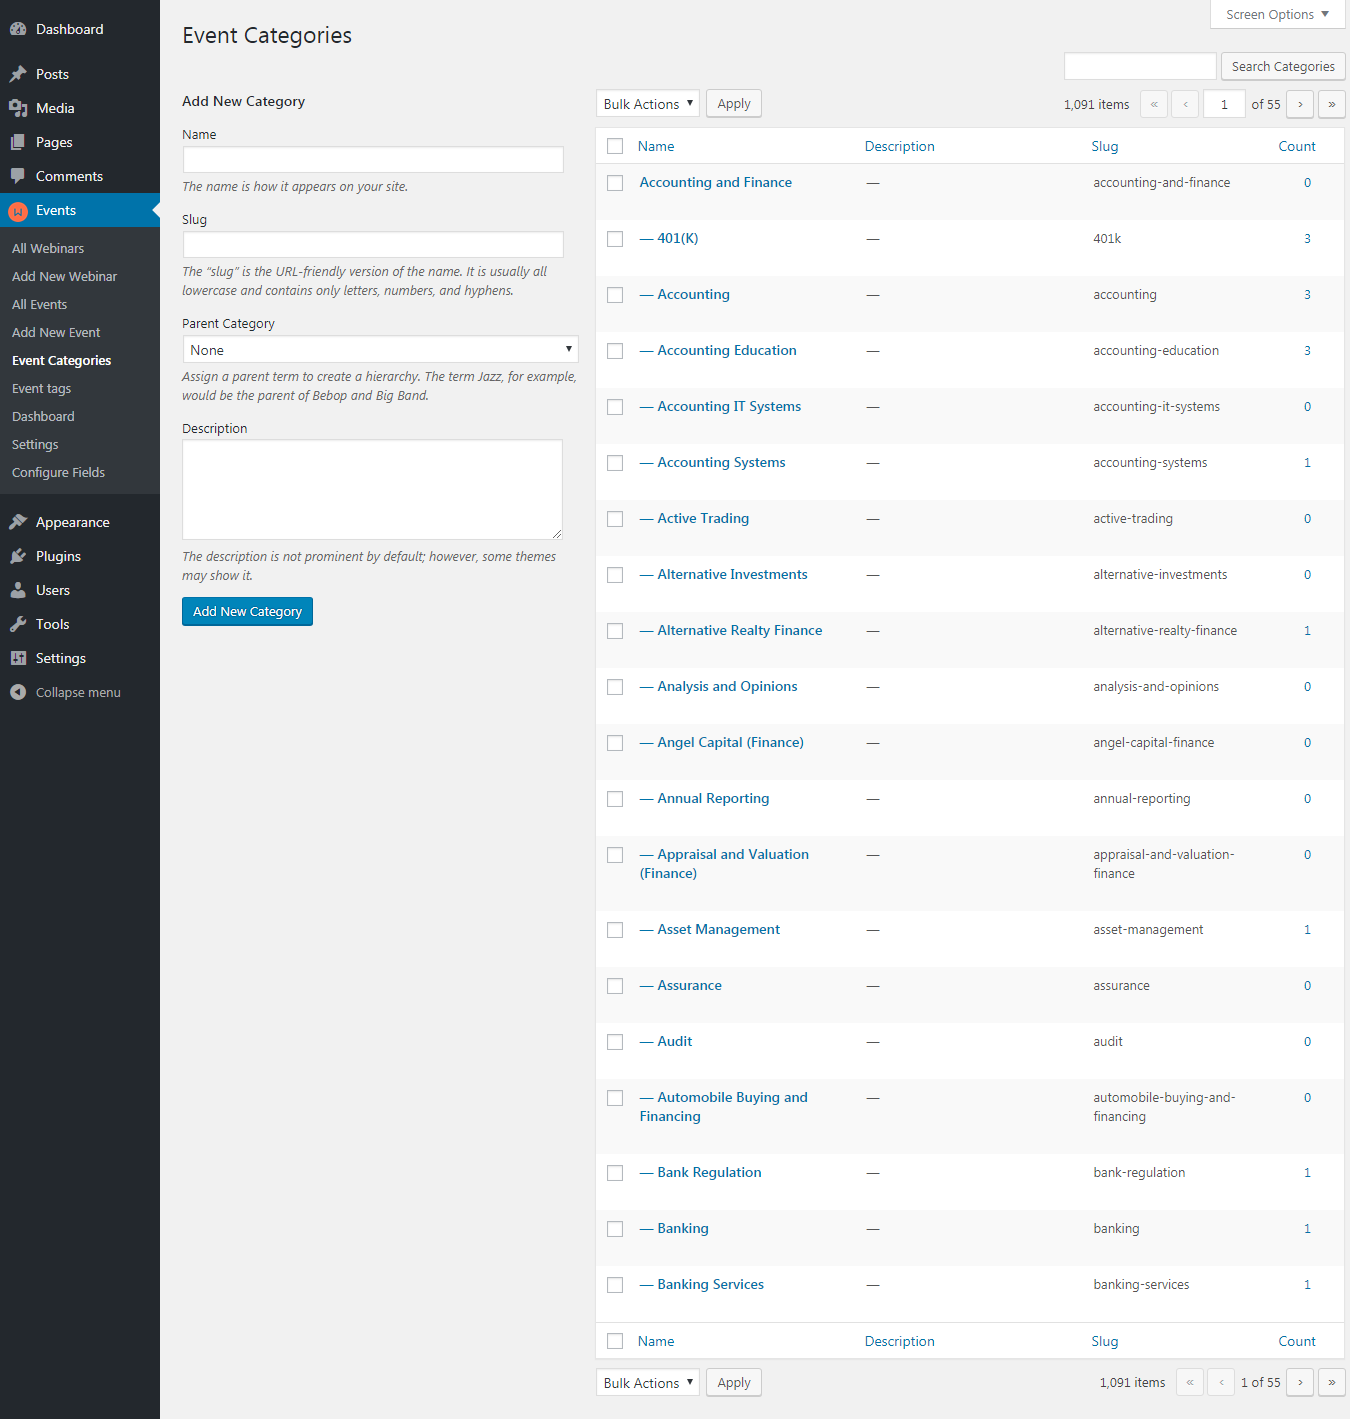 Dashboard
Posts
Media
Pages
Comments
Events
All Webinars
Add New Webinar
All Events
Add New Event
Event Categories
Event tags
Dashboard
Settings
Configure Fields
Appearance
Plugins
Users
Tools
Settings
Collapse menu
Screen Options ▼
Event Categories
Search Categories
Add New Category
Name
The name is how it appears on your site.
Slug
The “slug” is the URL-friendly version of the name. It is usually all
lowercase and contains only letters, numbers, and hyphens.
Parent Category
None ▼
Assign a parent term to create a hierarchy. The term Jazz, for example,
would be the parent of Bebop and Big Band.
Description
The description is not prominent by default; however, some themes
may show it.
Add New Category
Bulk Actions ▼ Apply 1,091 items « ‹ 1 of 55 › »
Name Description Slug Count
Accounting and Finance — accounting-and-finance 0
— 401(K) — 401k 3
— Accounting — accounting 3
— Accounting Education — accounting-education 3
— Accounting IT Systems — accounting-it-systems 0
— Accounting Systems — accounting-systems 1
— Active Trading — active-trading 0
— Alternative Investments — alternative-investments 0
— Alternative Realty Finance — alternative-realty-finance 1
— Analysis and Opinions — analysis-and-opinions 0
— Angel Capital (Finance) — angel-capital-finance 0
— Annual Reporting — annual-reporting 0
— Appraisal and Valuation — appraisal-and-valuation- 0
(Finance) finance
— Asset Management — asset-management 1
— Assurance — assurance 0
— Audit — audit 0
— Automobile Buying and — automobile-buying-and- 0
Financing financing
— Bank Regulation — bank-regulation 1
— Banking — banking 1
— Banking Services — banking-services 1
Name Description Slug Count
Bulk Actions ▼ Apply 1,091 items « ‹ 1 of 55 › »